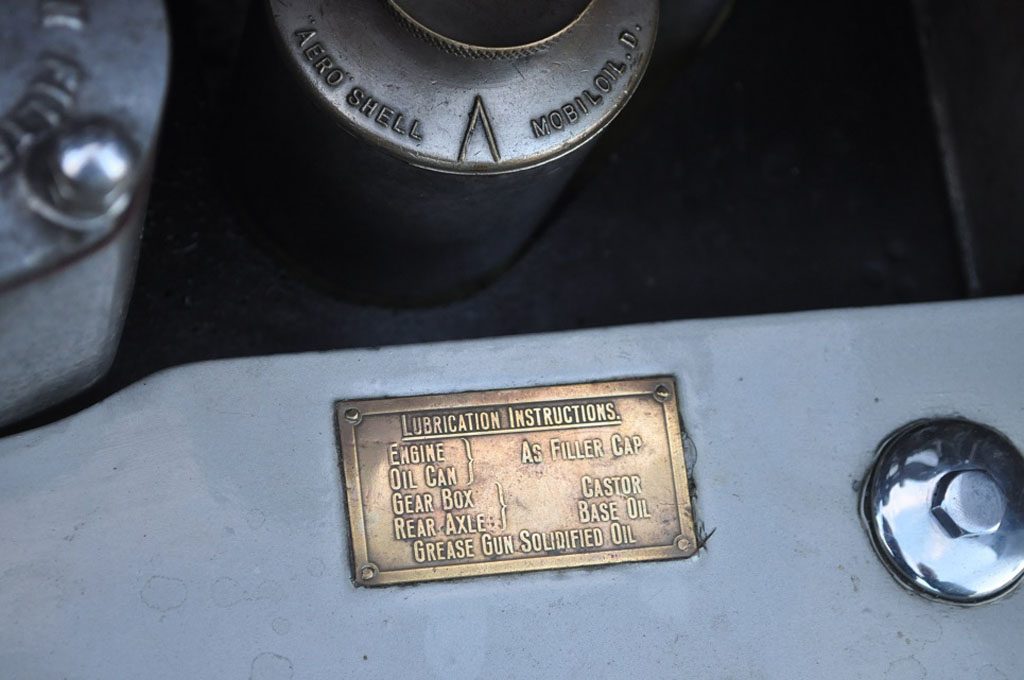 "AERO" SHELL
MOBILOIL. D.
LUBRICATION INSTRUCTIONS.
ENGINE } AS FILLER CAP
OIL CAN
GEAR BOX } CASTOR
REAR AXLE BASE OIL
GREASE GUN SOLIDIFIED OIL